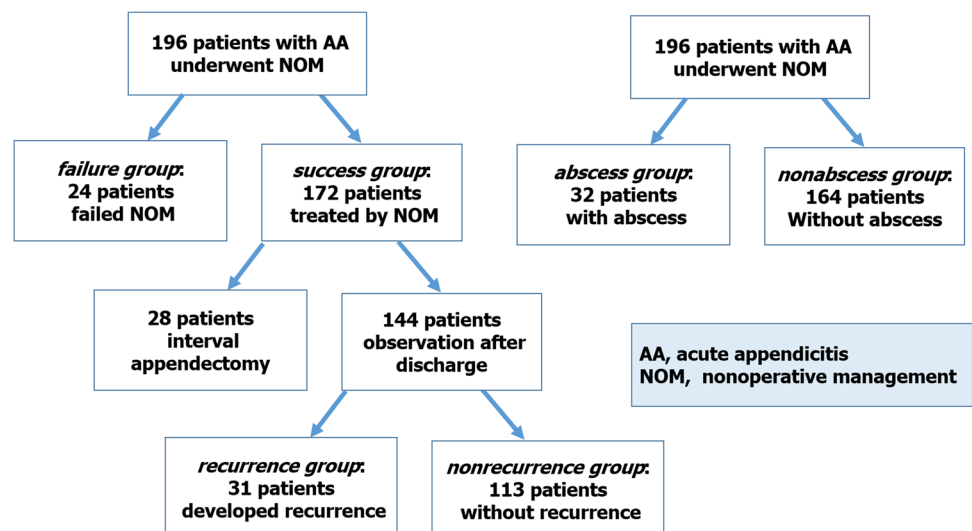 196 patients with AA
underwent NOM
failure group:
24 patients
failed NOM
success group:
172 patients
treated by NOM
28 patients
interval
appendectomy
144 patients
observation after
discharge
recurrence group:
31 patients
developed recurrence
nonrecurrence group:
113 patients
without recurrence
196 patients with AA
underwent NOM
abscess group:
32 patients
with abscess
nonabscess group:
164 patients
Without abscess
AA, acute appendicitis
NOM, nonoperative management